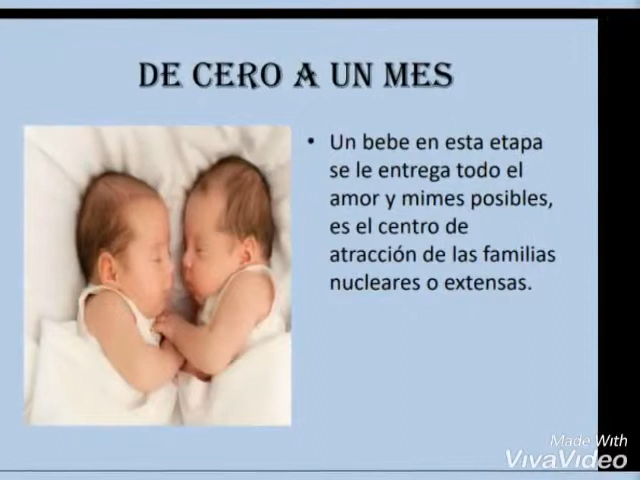 DE CERO A UN MES
• Un bebe en esta etapa
se le entrega todo el
amor y mimes posibles,
es el centro de
atracción de las familias
nucleares o extensas.
Made With
VivaVideo